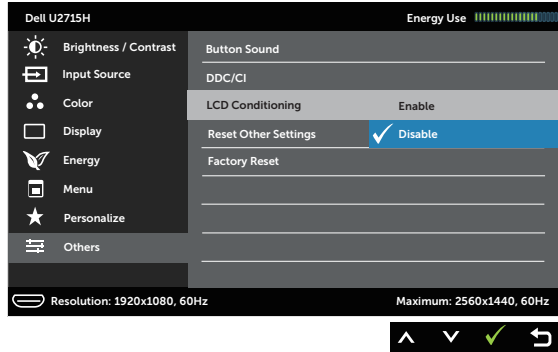 Dell U2715H Energy Use
Brightness / Contrast Button Sound
Input Source DDC/CI
Color LCD Conditioning Enable
Display Reset Other Settings Disable
Energy Factory Reset
Menu
Personalize
Others
Resolution: 1920x1080, 60Hz Maximum: 2560x1440, 60Hz